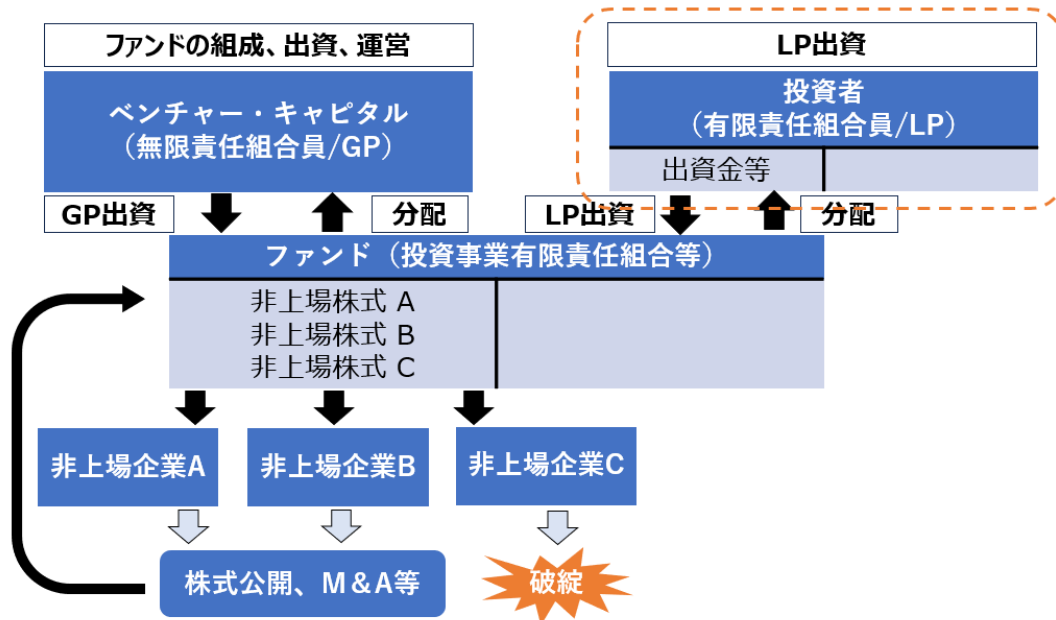 ファンドの組成、出資、運営
LP出資
ベンチャー・キャピタル
（無限責任組合員/GP）
投資者
（有限責任組合員/LP）
出資金等
GP出資
分配
LP出資
分配
ファンド（投資事業有限責任組合等）
非上場株式 A
非上場株式 B
非上場株式 C
非上場企業A
非上場企業B
非上場企業C
株式公開、M＆A等
破綻